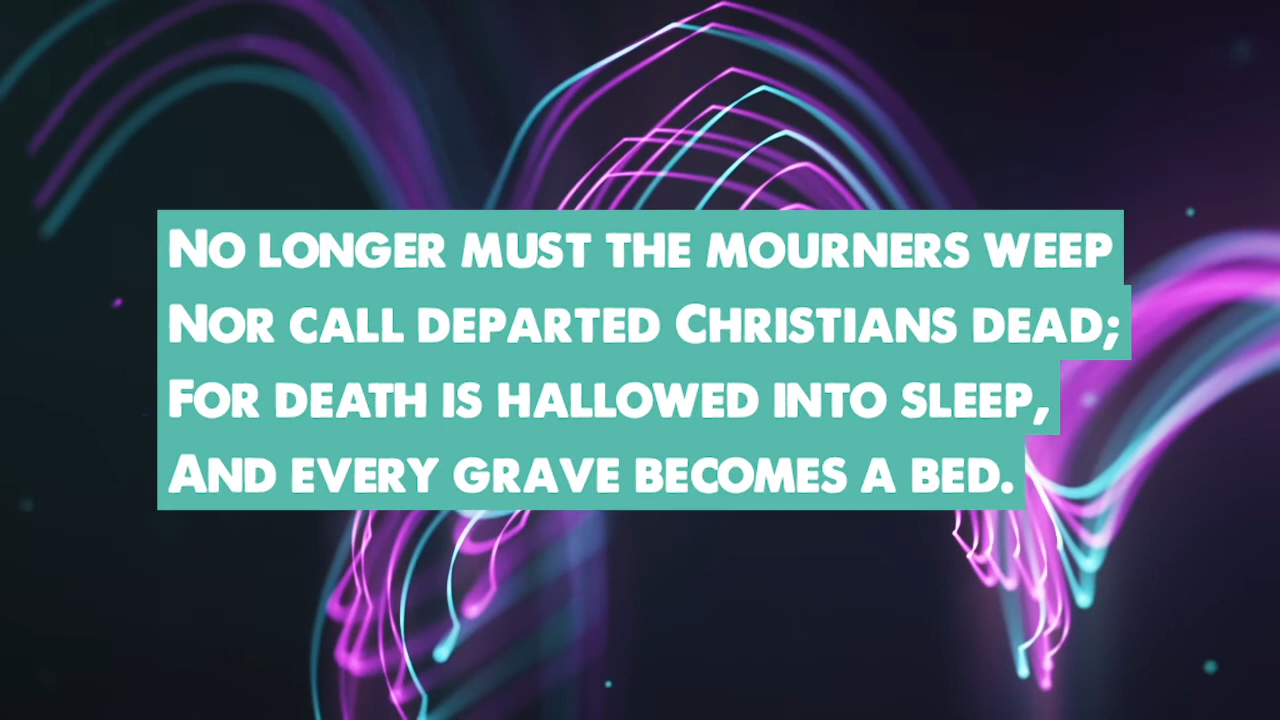 No longer must the mourners weep
Nor call departed Christians dead;
For death is hallowed into sleep,
And every grave becomes a bed.